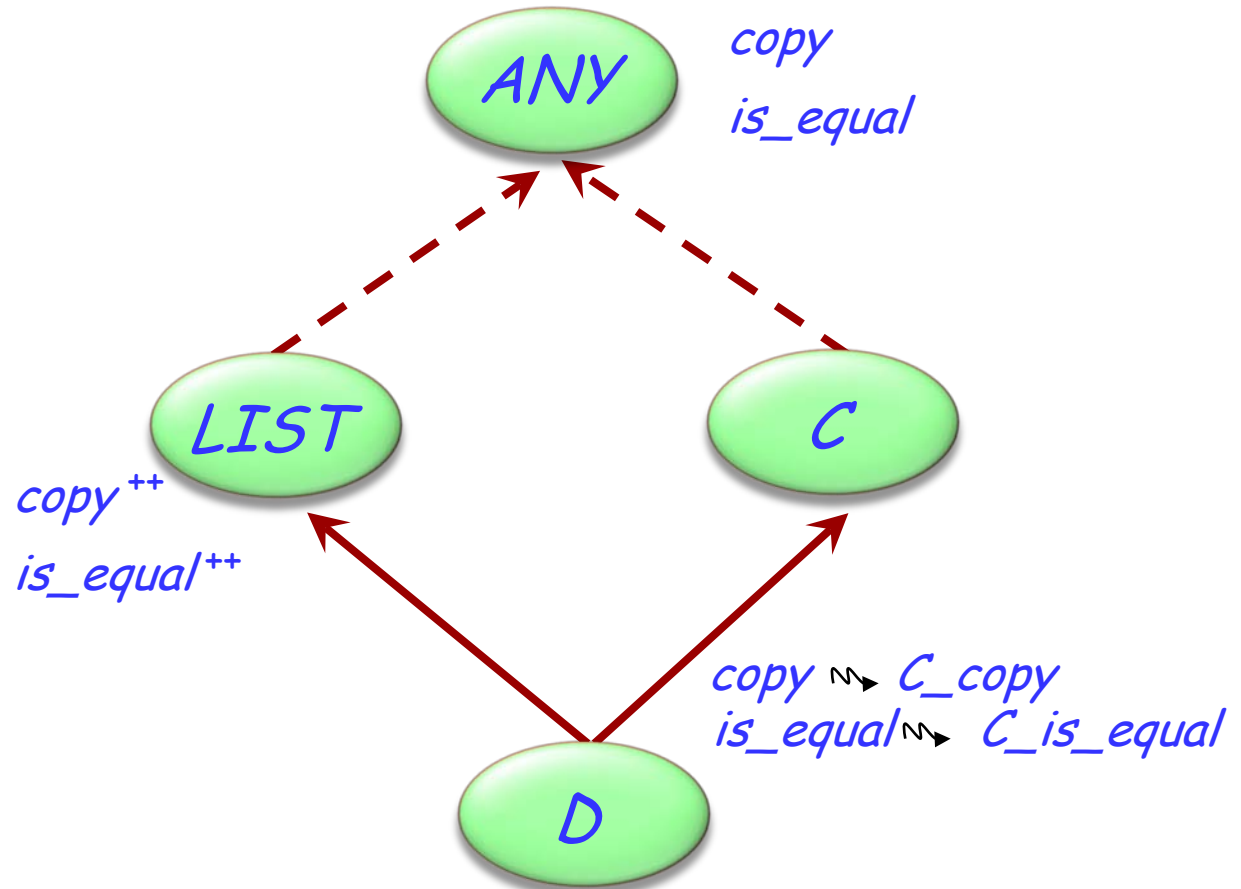 ANY
copy
is_equal
LIST
C
copy ++
is_equal ++
copy C_copy
is_equal C_is_equal
D